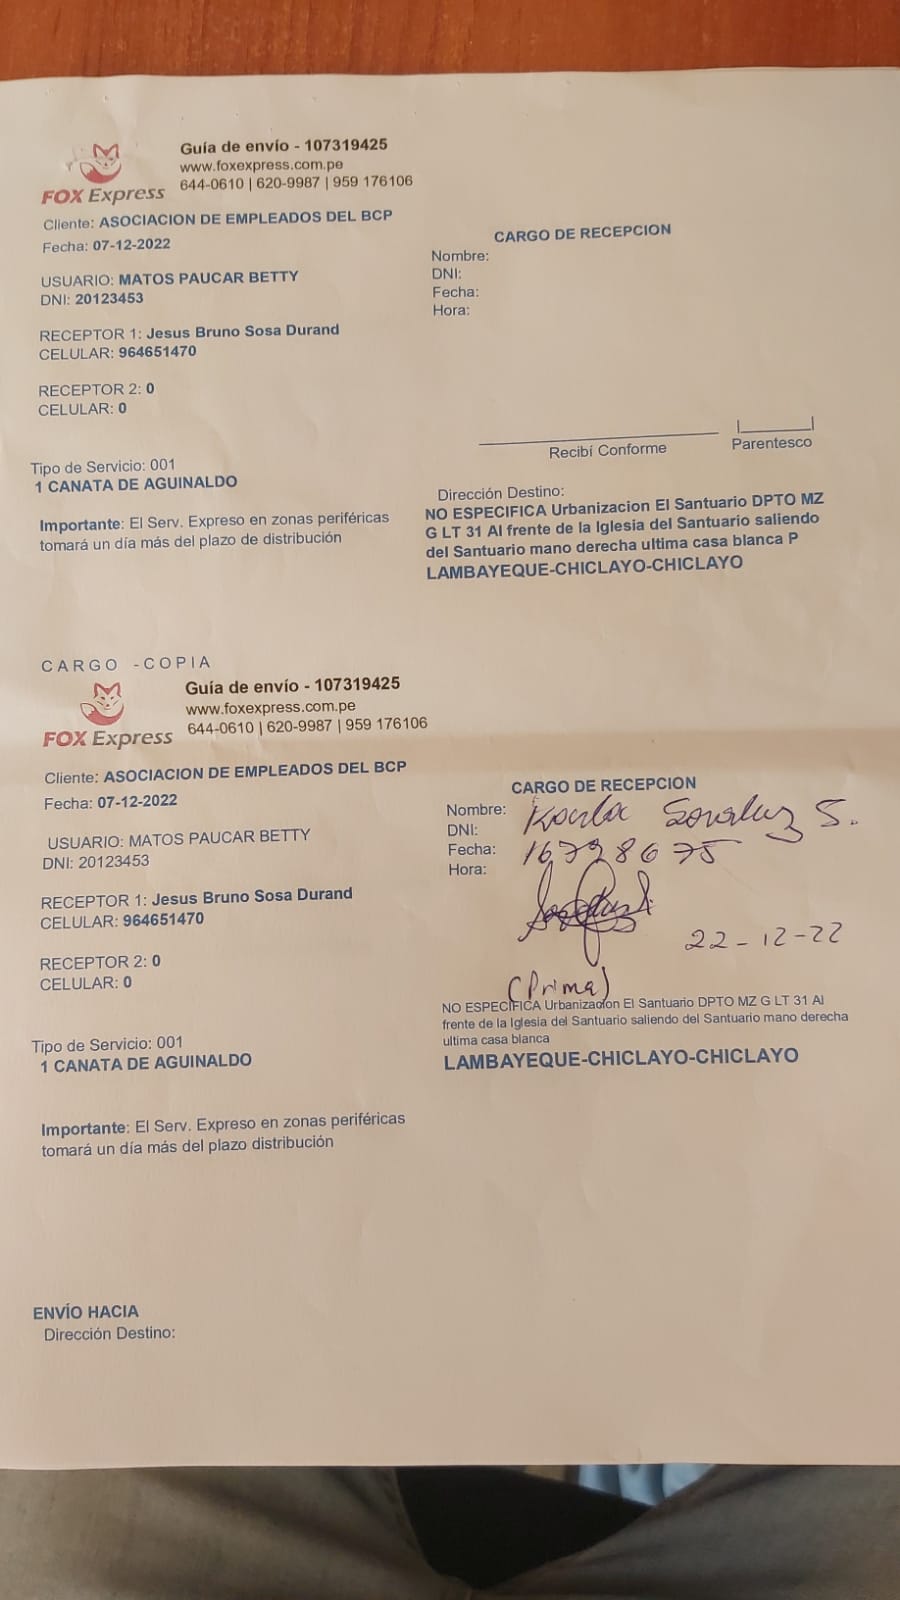 Guía de envío - 107319425
www.foxexpress.com.pe
644-0610 | 620-9987 | 959 176106
FOX Express
Cliente: ASOCIACION DE EMPLEADOS DEL BCP
Fecha: 07-12-2022
USUARIO: MATOS PAUCAR BETTY
DNI: 20123453
RECEPTOR 1: Jesus Bruno Sosa Durand
CELULAR: 964651470
RECEPTOR 2: 0
CELULAR: 0
Tipo de Servicio: 001
1 CANATA DE AGUINALDO
Importante: El Serv. Expreso en zonas periféricas
tomará un día más del plazo de distribución
CARGO DE RECEPCION
Nombre:
DNI:
Fecha:
Hora:
Recibí Conforme
Parentesco
Dirección Destino:
NO ESPECIFICA Urbanizacion El Santuario DPTO MZ
G LT 31 Al frente de la Iglesia del Santuario saliendo
del Santuario mano derecha ultima casa blanca P
LAMBAYEQUE-CHICLAYO-CHICLAYO
CARGO -COPIA
Guía de envío - 107319425
www.foxexpress.com.pe
644-0610 | 620-9987 | 959 176106
FOX Express
Cliente: ASOCIACION DE EMPLEADOS DEL BCP
Fecha: 07-12-2022
USUARIO: MATOS PAUCAR BETTY
DNI: 20123453
RECEPTOR 1: Jesus Bruno Sosa Durand
CELULAR: 964651470
RECEPTOR 2: 0
CELULAR: 0
Tipo de Servicio: 001
1 CANATA DE AGUINALDO
Importante: El Serv. Expreso en zonas periféricas
tomará un día más del plazo distribución
CARGO DE RECEPCION
Nombre: Karla S.
DNI: 16798675
Fecha:
Hora:
22-12-22
(Prima)
NO ESPECIFICA Urbanizacion El Santuario DPTO MZ G LT 31 Al
frente de la Iglesia del Santuario saliendo del Santuario mano derecha
ultima casa blanca
LAMBAYEQUE-CHICLAYO-CHICLAYO
ENVÍO HACIA
Dirección Destino: